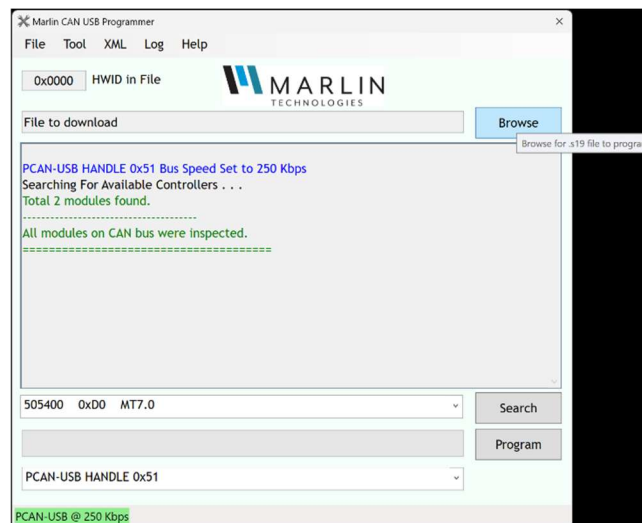 Marlin CAN USB Programmer
File Tool XML Log Help
0x0000 HWID in File
MARLIN
TECHNOLOGIES
File to download
Browse
Browse for .s19 file to progra
PCAN-USB HANDLE 0x51 Bus Speed Set to 250 Kbps
Searching For Available Controllers . . .
Total 2 modules found.
--------------------------------------
All modules on CAN bus were inspected.
======================================
505400 0xD0 MT7.0
Search
Program
PCAN-USB HANDLE 0x51
PCAN-USB @ 250 Kbps